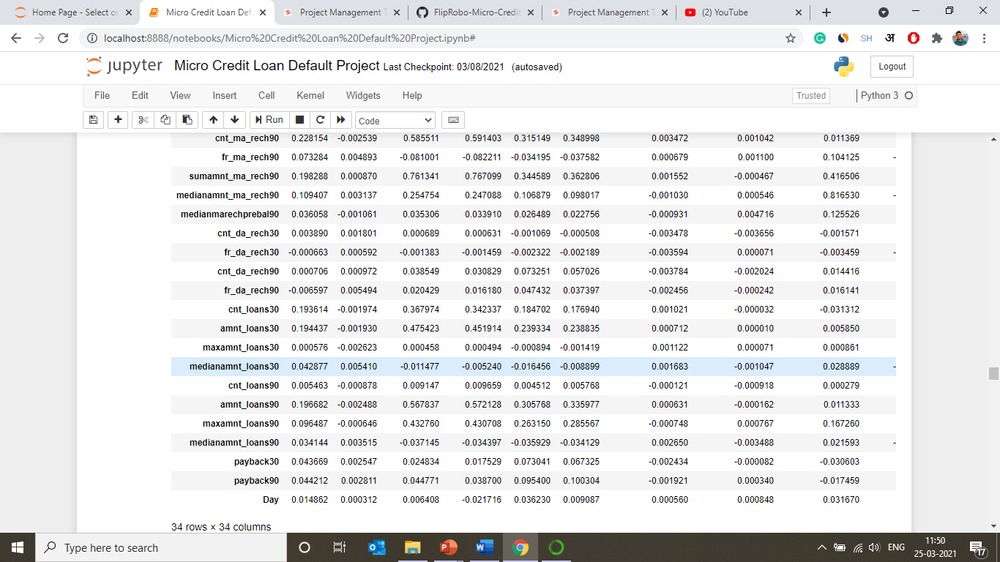 Home Page - Select or
Micro Credit Loan Defa
Project Management T
FlipRobo-Micro-Credit
Project Management T
(2) YouTube
localhost:8888/notebooks/Micro%20Credit%20Loan%20Default%20Project.ipynb#
SH
अ
jupyter Micro Credit Loan Default Project Last Checkpoint: 03/08/2021 (autosaved)
Logout
File Edit View Insert Cell Kernel Widgets Help
Trusted
Python 3
Run
Code
cnt_ma_rech90 0.228154 -0.002539 0.585511 0.591403 0.315149 0.348998 0.003472 0.001042 0.011369
fr_ma_rech90 0.073284 0.004893 -0.081001 -0.082211 -0.034195 -0.037582 0.000679 0.001100 0.104125 -
sumamnt_ma_rech90 0.198288 0.000870 0.761341 0.767099 0.344589 0.362806 0.001552 -0.000467 0.416506
medianamnt_ma_rech90 0.109407 0.003137 0.254754 0.247088 0.106879 0.098017 -0.001030 0.000546 0.816530 -
medianmarechprebal90 0.036058 -0.001061 0.035306 0.033910 0.026489 0.022756 -0.000931 0.004716 0.125526
cnt_da_rech30 0.003890 0.001801 0.000689 0.000631 -0.001069 -0.000508 -0.003478 -0.003656 -0.001571
fr_da_rech30 -0.000663 0.000592 -0.001383 -0.001459 -0.002322 -0.002189 -0.003594 0.000071 -0.003459 -
cnt_da_rech90 0.000706 0.000972 0.038549 0.030829 0.073251 0.057026 -0.003784 -0.002024 0.014416
fr_da_rech90 -0.006597 0.005494 0.020429 0.016180 0.047432 0.037397 -0.002456 -0.000242 0.016141
cnt_loans30 0.193614 -0.001974 0.367974 0.342337 0.184702 0.176940 0.001021 -0.000032 -0.031312
amnt_loans30 0.194437 -0.001930 0.475423 0.451914 0.239334 0.238835 0.000712 0.000010 0.005850
maxamnt_loans30 0.000576 -0.002623 0.000458 0.000494 -0.000894 -0.001419 0.001122 0.000071 0.000861
medianamnt_loans30 0.042877 0.005410 -0.011477 -0.005240 -0.016456 -0.008899 0.001683 -0.001047 0.028889 -
cnt_loans90 0.005463 -0.000878 0.009147 0.009659 0.004512 0.005768 -0.000121 -0.000918 0.000279
amnt_loans90 0.196682 -0.002488 0.567837 0.572128 0.305768 0.335977 0.000631 -0.000162 0.011333
maxamnt_loans90 0.096487 -0.000646 0.432760 0.430708 0.263150 0.285567 -0.000748 0.000767 0.167260
medianamnt_loans90 0.034144 0.003515 -0.037145 -0.034397 -0.035929 -0.034129 0.002650 -0.003488 0.021593 -
payback30 0.043669 0.002547 0.024834 0.017529 0.073041 0.067325 -0.002434 -0.000082 -0.030603
payback90 0.044212 0.002811 0.044771 0.038700 0.095400 0.100304 -0.001921 0.000340 -0.017459
Day 0.014862 0.000312 0.006408 -0.021716 0.036230 0.009087 0.000560 0.000848 0.031670
34 rows × 34 columns
Type here to search
ENG
11:50
25-03-2021
17